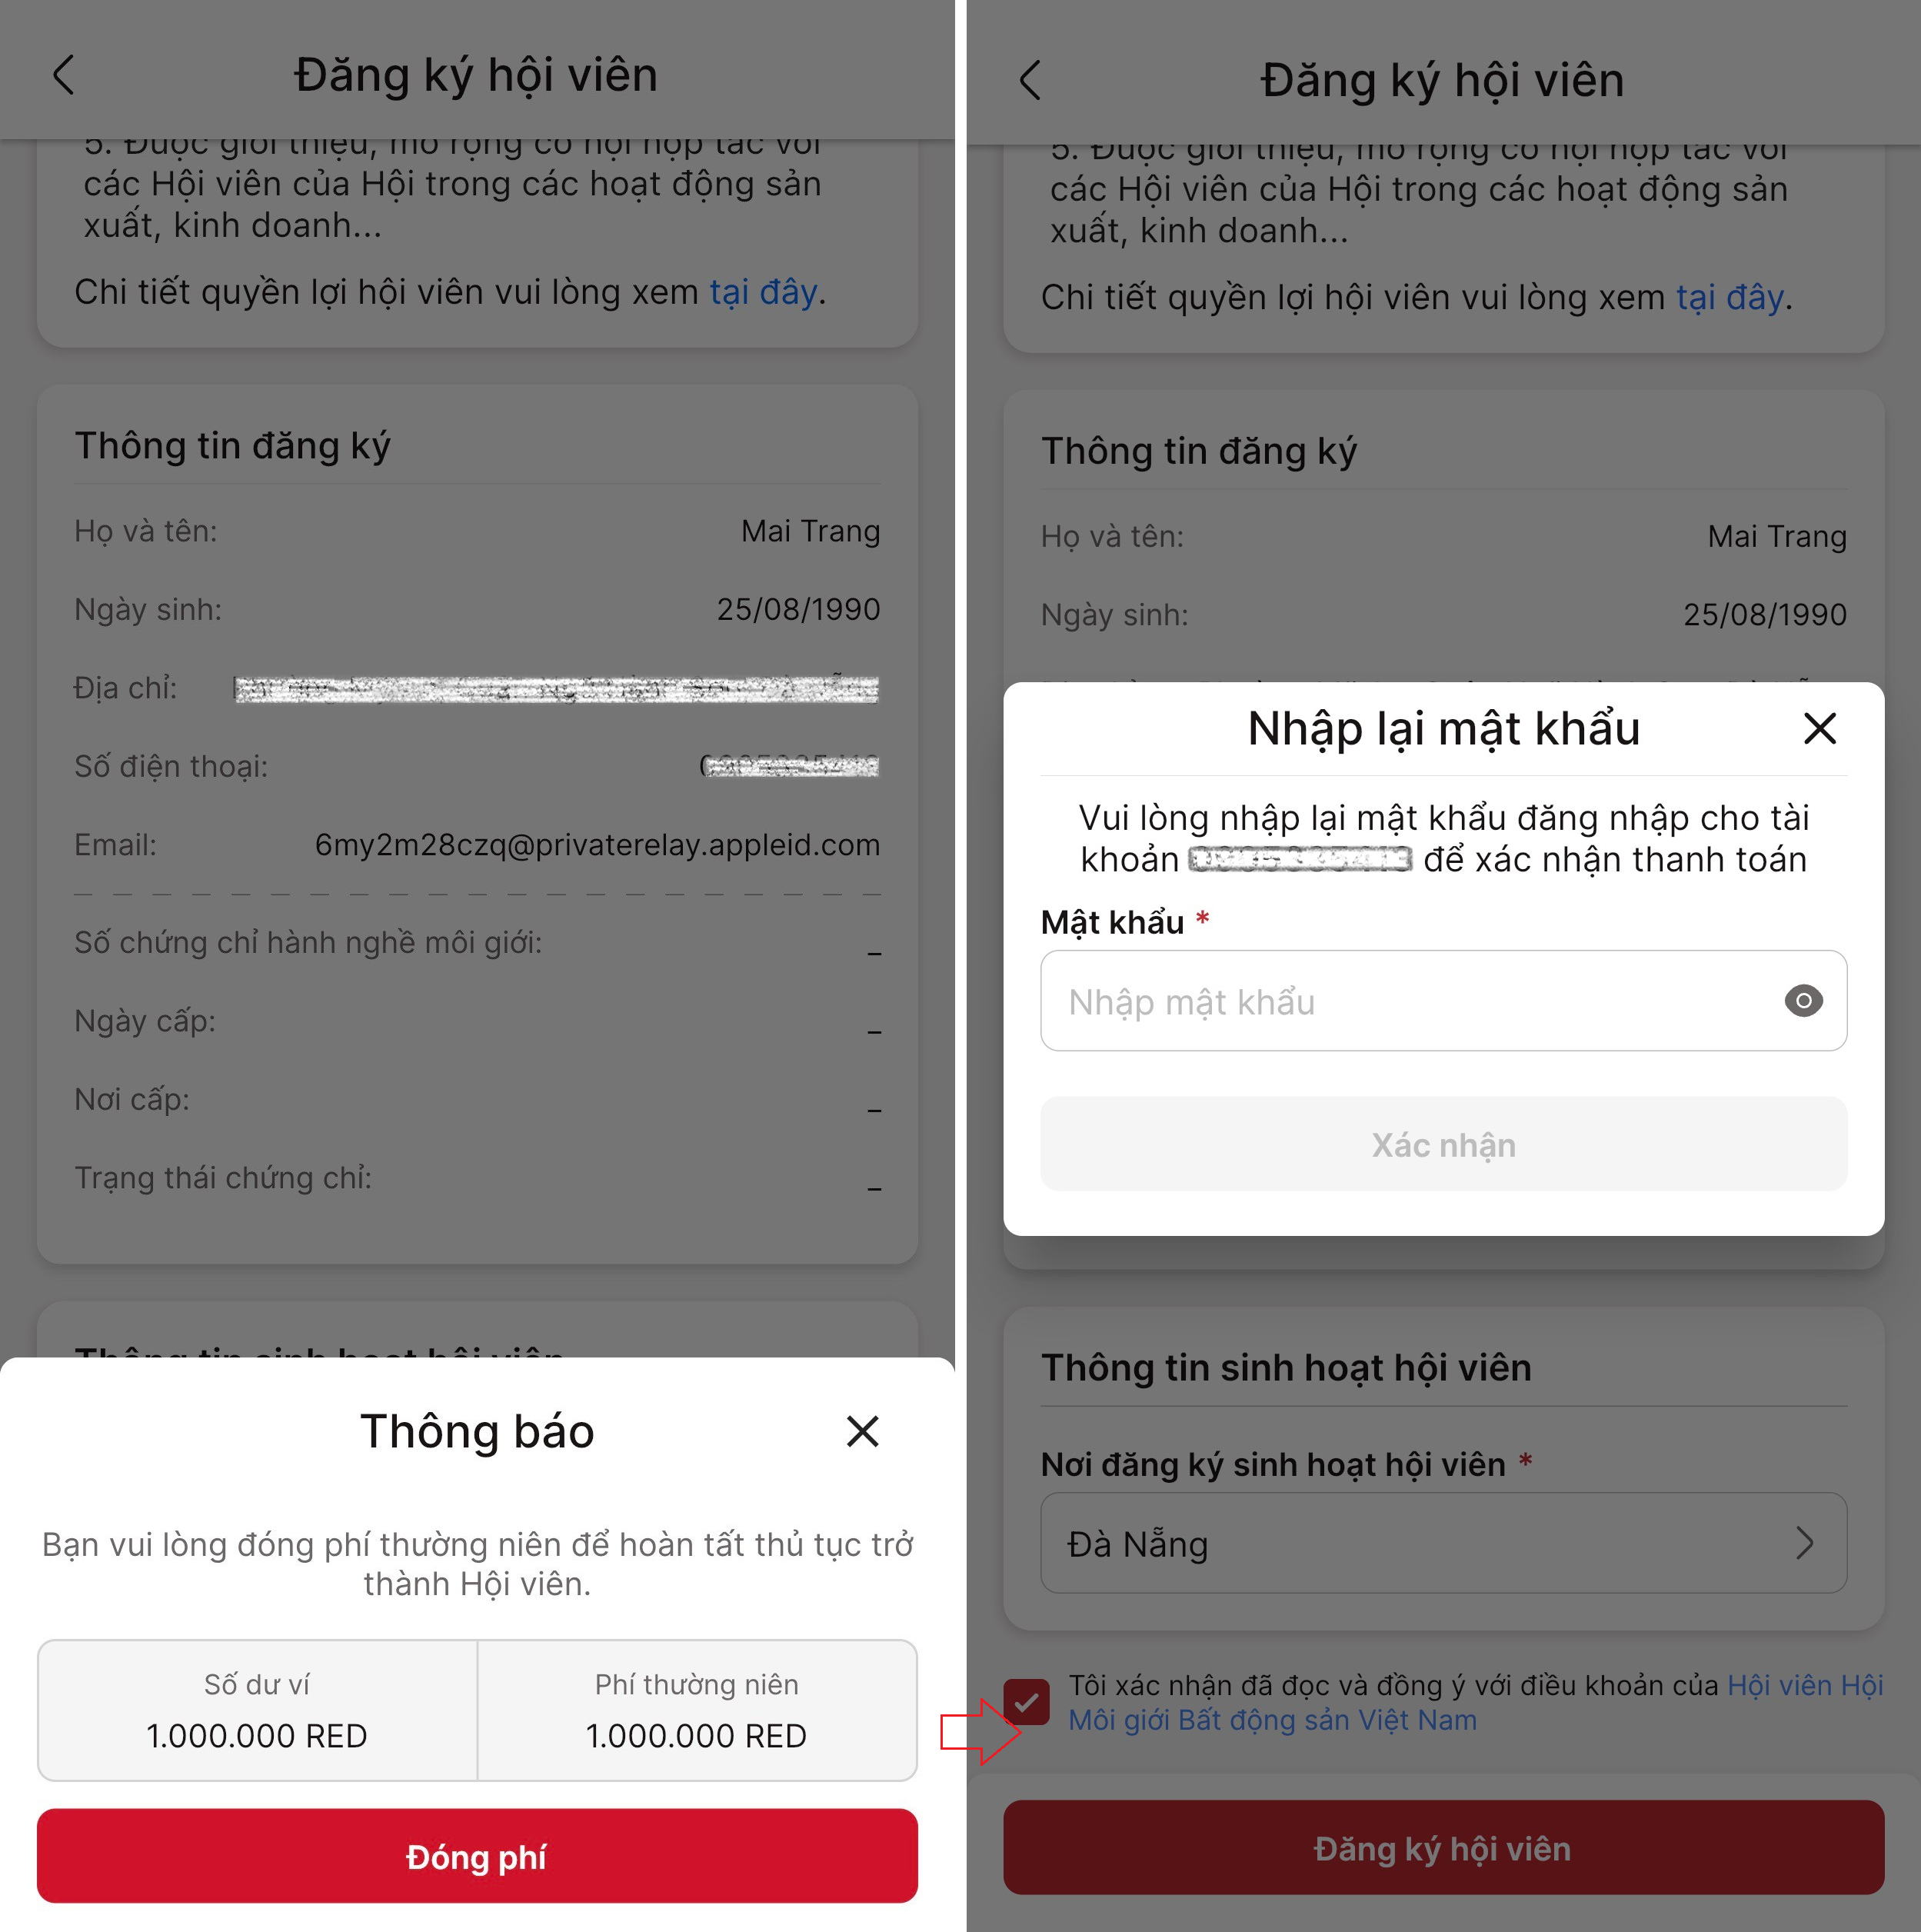 Đăng ký hội viên
5. Được giới thiệu, mở rộng cơ hội hợp tác với
các Hội viên của Hội trong các hoạt động sản
xuất, kinh doanh...
Chi tiết quyền lợi hội viên vui lòng xem tại đây.
Thông tin đăng ký
Họ và tên: Mai Trang
Ngày sinh: 25/08/1990
Địa chỉ:
Số điện thoại:
Email: 6my2m28czq@privaterelay.appleid.com
Số chứng chỉ hành nghề môi giới: –
Ngày cấp: –
Nơi cấp: –
Trạng thái chứng chỉ: –
Thông tin sinh hoạt hội viên
Thông báo
Bạn vui lòng đóng phí thường niên để hoàn tất thủ tục trở
thành Hội viên.
Số dư ví
1.000.000 RED
Phí thường niên
1.000.000 RED
Đóng phí
Đăng ký hội viên
5. Được giới thiệu, mở rộng cơ hội hợp tác với
các Hội viên của Hội trong các hoạt động sản
xuất, kinh doanh...
Chi tiết quyền lợi hội viên vui lòng xem tại đây.
Thông tin đăng ký
Họ và tên: Mai Trang
Ngày sinh: 25/08/1990
Nhập lại mật khẩu
Vui lòng nhập lại mật khẩu đăng nhập cho tài
khoản để xác nhận thanh toán
Mật khẩu *
Nhập mật khẩu
Xác nhận
Thông tin sinh hoạt hội viên
Nơi đăng ký sinh hoạt hội viên *
Đà Nẵng
Tôi xác nhận đã đọc và đồng ý với điều khoản của Hội viên Hội
Môi giới Bất động sản Việt Nam
Đăng ký hội viên